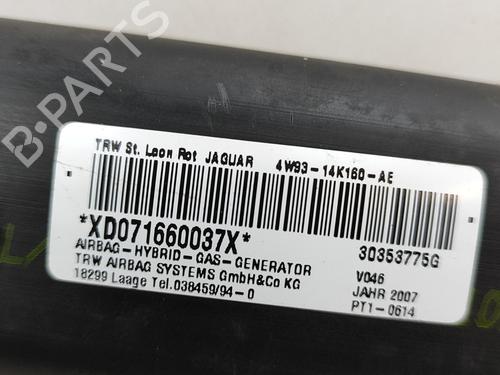 TRW St. Leon Rot JAGUAR 4W93-14K160-AE
*XD071660037X*
30353775G
AIRBAG-HYBRID-GAS-GENERATOR
TRW AIRBAG SYSTEMS GmbH&Co KG
18299 Laage Tel.038459/94-0
V046
JAHR 2007
PT1-0614
B-PARTS